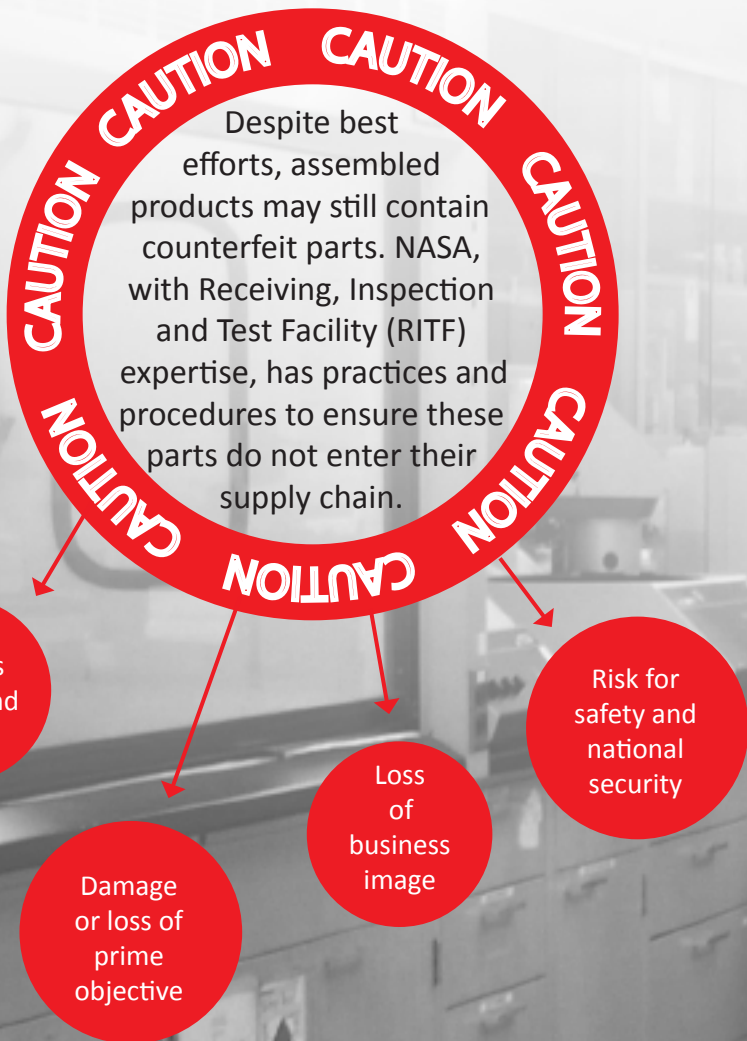 CAUTION CAUTION CAUTION CAUTION CAUTION CAUTION CAUTION
Despite best
efforts, assembled
products may still contain
counterfeit parts. NASA,
with Receiving, Inspection
and Test Facility (RITF)
expertise, has practices and
procedures to ensure these
parts do not enter their
supply chain.
Damage
or loss of
prime
objective
Loss
of
business
image
Risk for
safety and
national
security